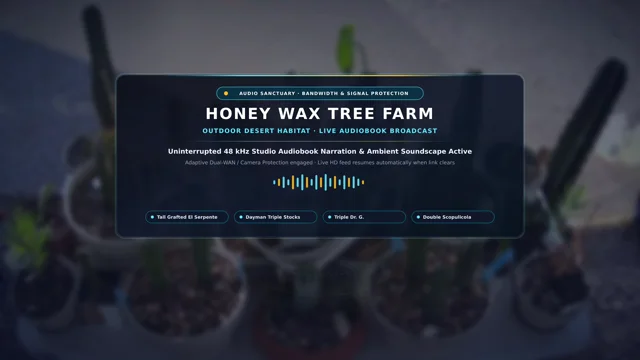 AUDIO SANCTUARY · BANDWIDTH & SIGNAL PROTECTION
HONEY WAX TREE FARM
OUTDOOR DESERT HABITAT · LIVE AUDIOBOOK BROADCAST
Uninterrupted 48 kHz Studio Audiobook Narration & Ambient Soundscape Active
Adaptive Dual-WAN / Camera Protection engaged · Live HD feed resumes automatically when link clears
Tall Grafted El Serpente
Dayman Triple Stocks
Triple Dr. G.
Double Scopulicola